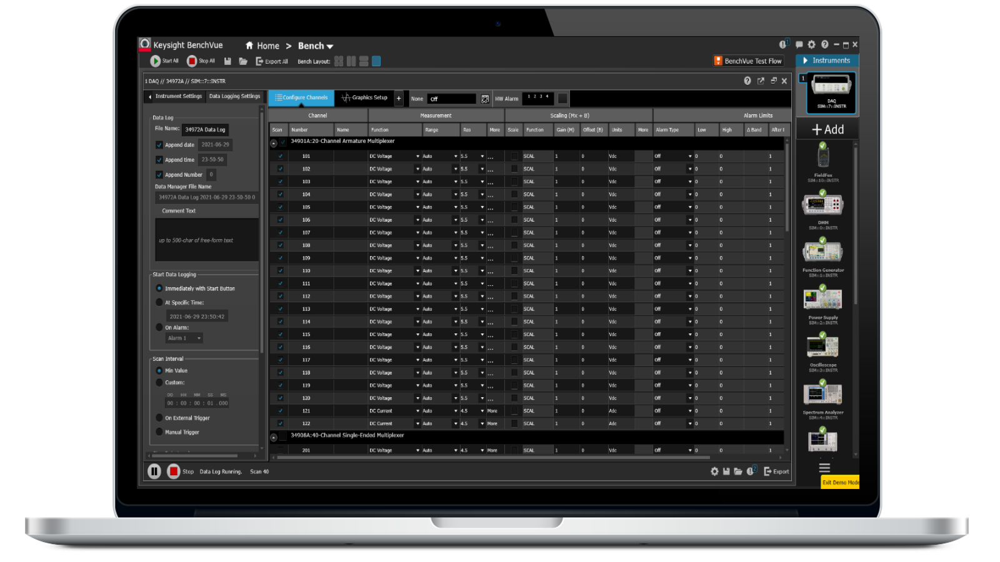 Keysight BenchVue Home > Bench
Start All Stop All Export All Bench Layout: BenchVue Test Flow Instruments
1 DAQ // 34972A // SIM::7::INSTR
Instrument Settings Data Logging Settings Configure Channels Graphics Setup + None Off HW Alarm 1 2 3 4
1
DAQ
SIM::7::INSTR
+ Add
FieldFox
SIM::10::INSTR
DMM
SIM::0::INSTR
Function Generator
SIM::1::INSTR
Power Supply
SIM::2::INSTR
Oscilloscope
SIM::3::INSTR
Spectrum Analyzer
SIM::4::INSTR
Exit Demo Mode
Data Log
File Name: 34972A Data Log
Append date 2021-06-29
Append time 23-50-50
Append Number 0
Data Manager File Name
34972A Data Log 2021-06-29 23-50-50 0
Comment Text
up to 500-char of free-form text
Start Data Logging
Immediately with Start Button
At Specific Time:
2021-06-29 23:50:42
On Alarm:
Alarm 1
Scan Interval
Min Value
Custom:
DD HH MM SS MS
00 : 00 : 00 : 01 .000
On External Trigger
Manual Trigger
Channel Measurement Scaling (Mx + B) Alarm Limits
Scan Number Name Function Range Res More Scale Function Gain (M) Offset (B) Units More Alarm Type Low High Δ Band After
34901A:20-Channel Armature Multiplexer
101 DC Voltage Auto 5.5 ... SCAL 1 0 Vdc Off 0 0 1
102 DC Voltage Auto 5.5 ... SCAL 1 0 Vdc Off 0 0 1
103 DC Voltage Auto 5.5 ... SCAL 1 0 Vdc Off 0 0 1
104 DC Voltage Auto 5.5 ... SCAL 1 0 Vdc Off 0 0 1
105 DC Voltage Auto 5.5 ... SCAL 1 0 Vdc Off 0 0 1
106 DC Voltage Auto 5.5 ... SCAL 1 0 Vdc Off 0 0 1
107 DC Voltage Auto 5.5 ... SCAL 1 0 Vdc Off 0 0 1
108 DC Voltage Auto 5.5 ... SCAL 1 0 Vdc Off 0 0 1
109 DC Voltage Auto 5.5 ... SCAL 1 0 Vdc Off 0 0 1
110 DC Voltage Auto 5.5 ... SCAL 1 0 Vdc Off 0 0 1
111 DC Voltage Auto 5.5 ... SCAL 1 0 Vdc Off 0 0 1
112 DC Voltage Auto 5.5 ... SCAL 1 0 Vdc Off 0 0 1
113 DC Voltage Auto 5.5 ... SCAL 1 0 Vdc Off 0 0 1
114 DC Voltage Auto 5.5 ... SCAL 1 0 Vdc Off 0 0 1
115 DC Voltage Auto 5.5 ... SCAL 1 0 Vdc Off 0 0 1
116 DC Voltage Auto 5.5 ... SCAL 1 0 Vdc Off 0 0 1
117 DC Voltage Auto 5.5 ... SCAL 1 0 Vdc Off 0 0 1
118 DC Voltage Auto 5.5 ... SCAL 1 0 Vdc Off 0 0 1
119 DC Voltage Auto 5.5 ... SCAL 1 0 Vdc Off 0 0 1
120 DC Voltage Auto 5.5 ... SCAL 1 0 Vdc Off 0 0 1
121 DC Current Auto 4.5 More SCAL 1 0 Adc Off 0 0 1
122 DC Current Auto 4.5 More SCAL 1 0 Adc Off 0 0 1
34908A:40-Channel Single-Ended Multiplexer
201 DC Voltage Auto 4.5 More SCAL 1 0 Vdc Off 0 0 1
Stop Data Log Running. Scan 40 2 Export